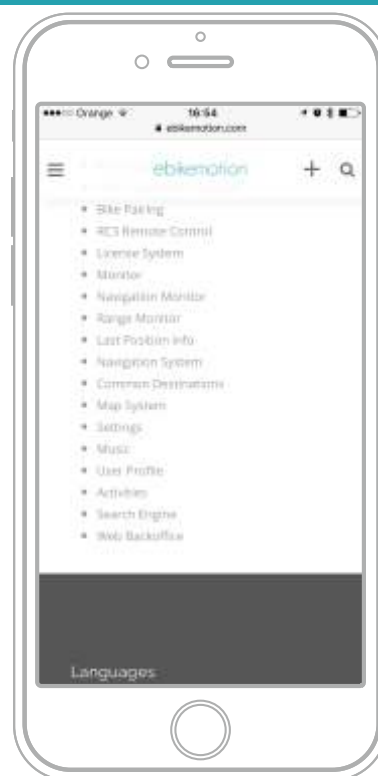 Orange 16:54
ebikemotion.com
ebikemotion
Bike Pairing
RCS Remote Control
License System
Monitor
Navigation Monitor
Range Monitor
Last Position Info
Navigation System
Common Destinations
Map System
Settings
Music
User Profile
Activities
Search Engine
Web Backoffice
Languages